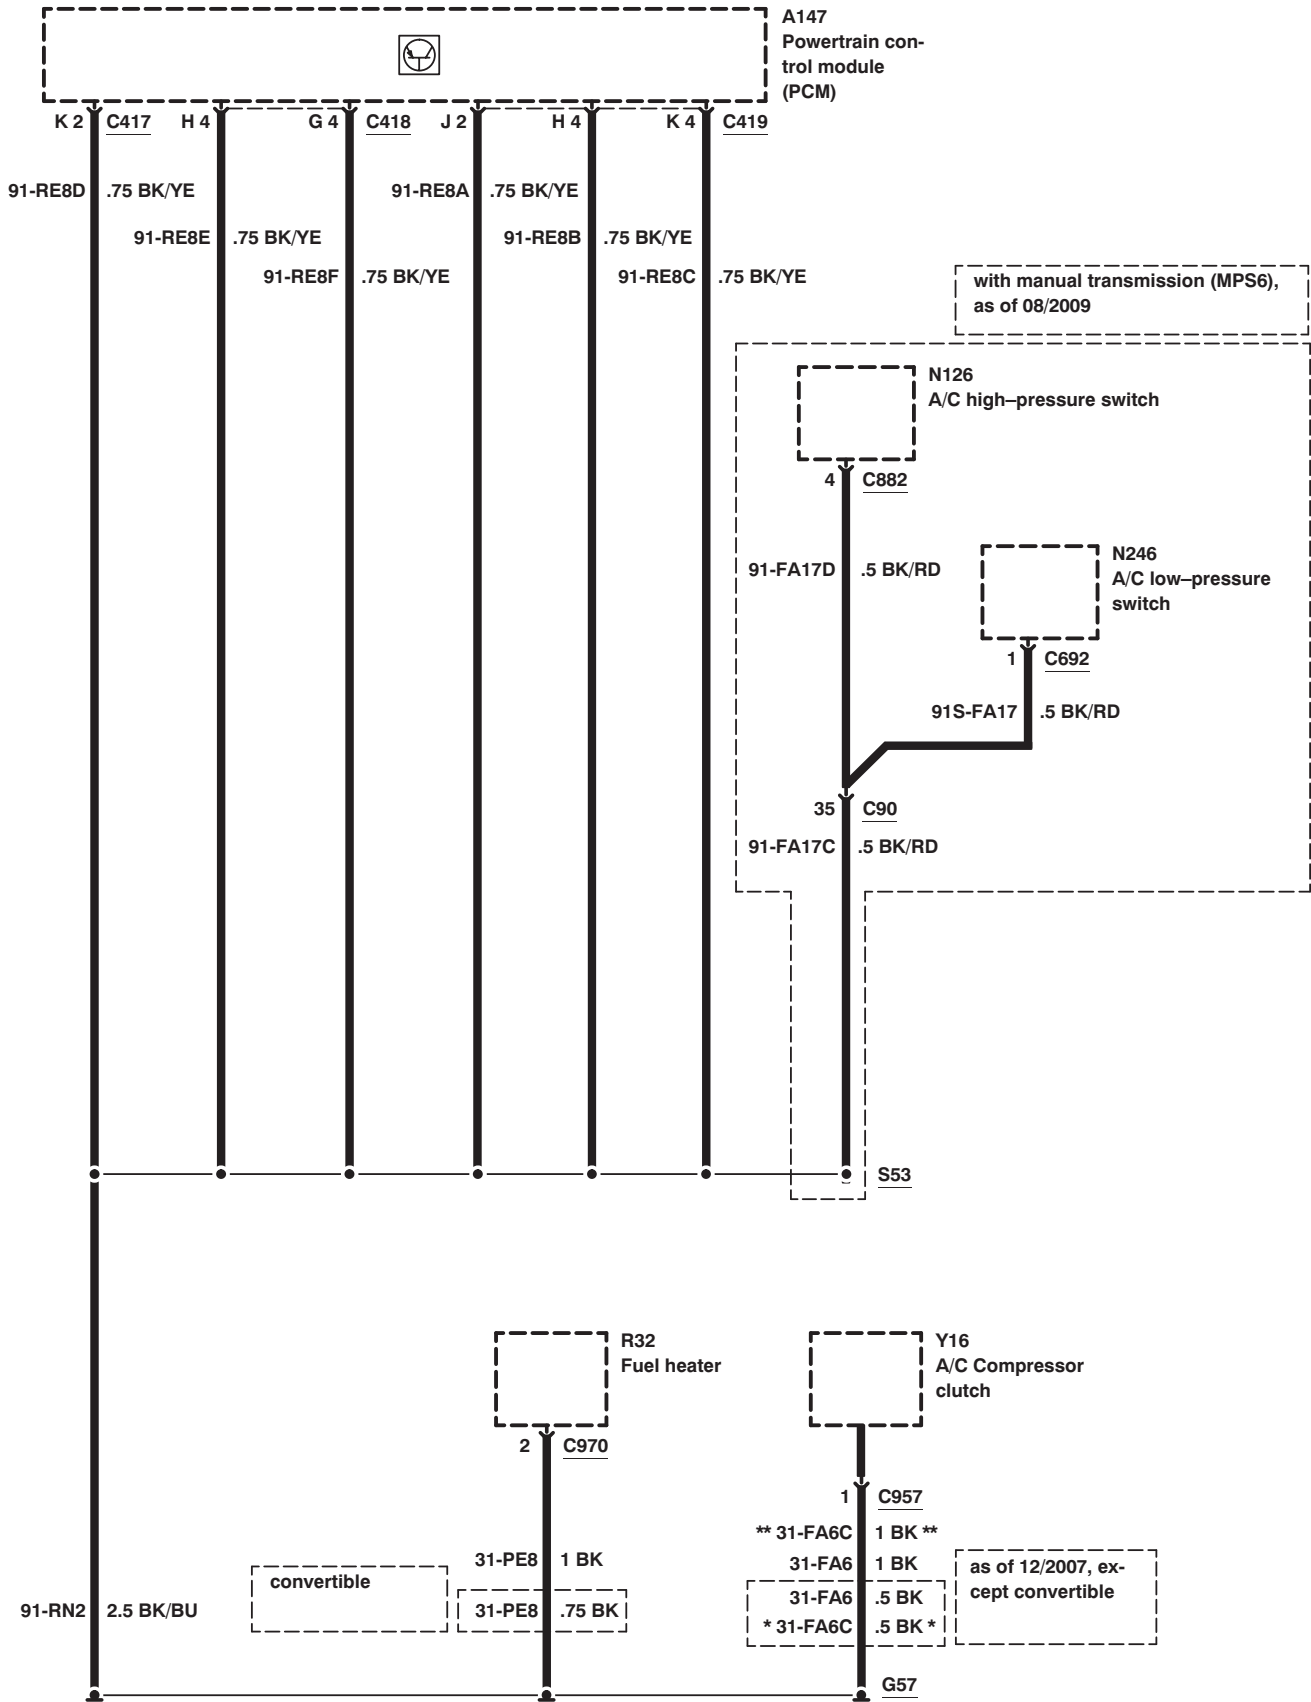 A147
Powertrain con-
trol module
(PCM)
K 2 C417 H 4 G 4 C418 J 2 H 4 K 4 C419
91-RE8D .75 BK/YE 91-RE8A .75 BK/YE
91-RE8E .75 BK/YE 91-RE8B .75 BK/YE
91-RE8F .75 BK/YE 91-RE8C .75 BK/YE
with manual transmission (MPS6),
as of 08/2009
N126
A/C high–pressure switch
4 C882
N246
A/C low–pressure
switch
91-FA17D .5 BK/RD
1 C692
91S-FA17 .5 BK/RD
35 C90
91-FA17C .5 BK/RD
S53
R32
Fuel heater
Y16
A/C Compressor
clutch
2 C970
1 C957
** 31-FA6C 1 BK **
31-PE8 1 BK
31-FA6 1 BK
as of 12/2007, ex-
cept convertible
convertible
31-FA6 .5 BK
91-RN2 2.5 BK/BU
31-PE8 .75 BK
* 31-FA6C .5 BK *
G57